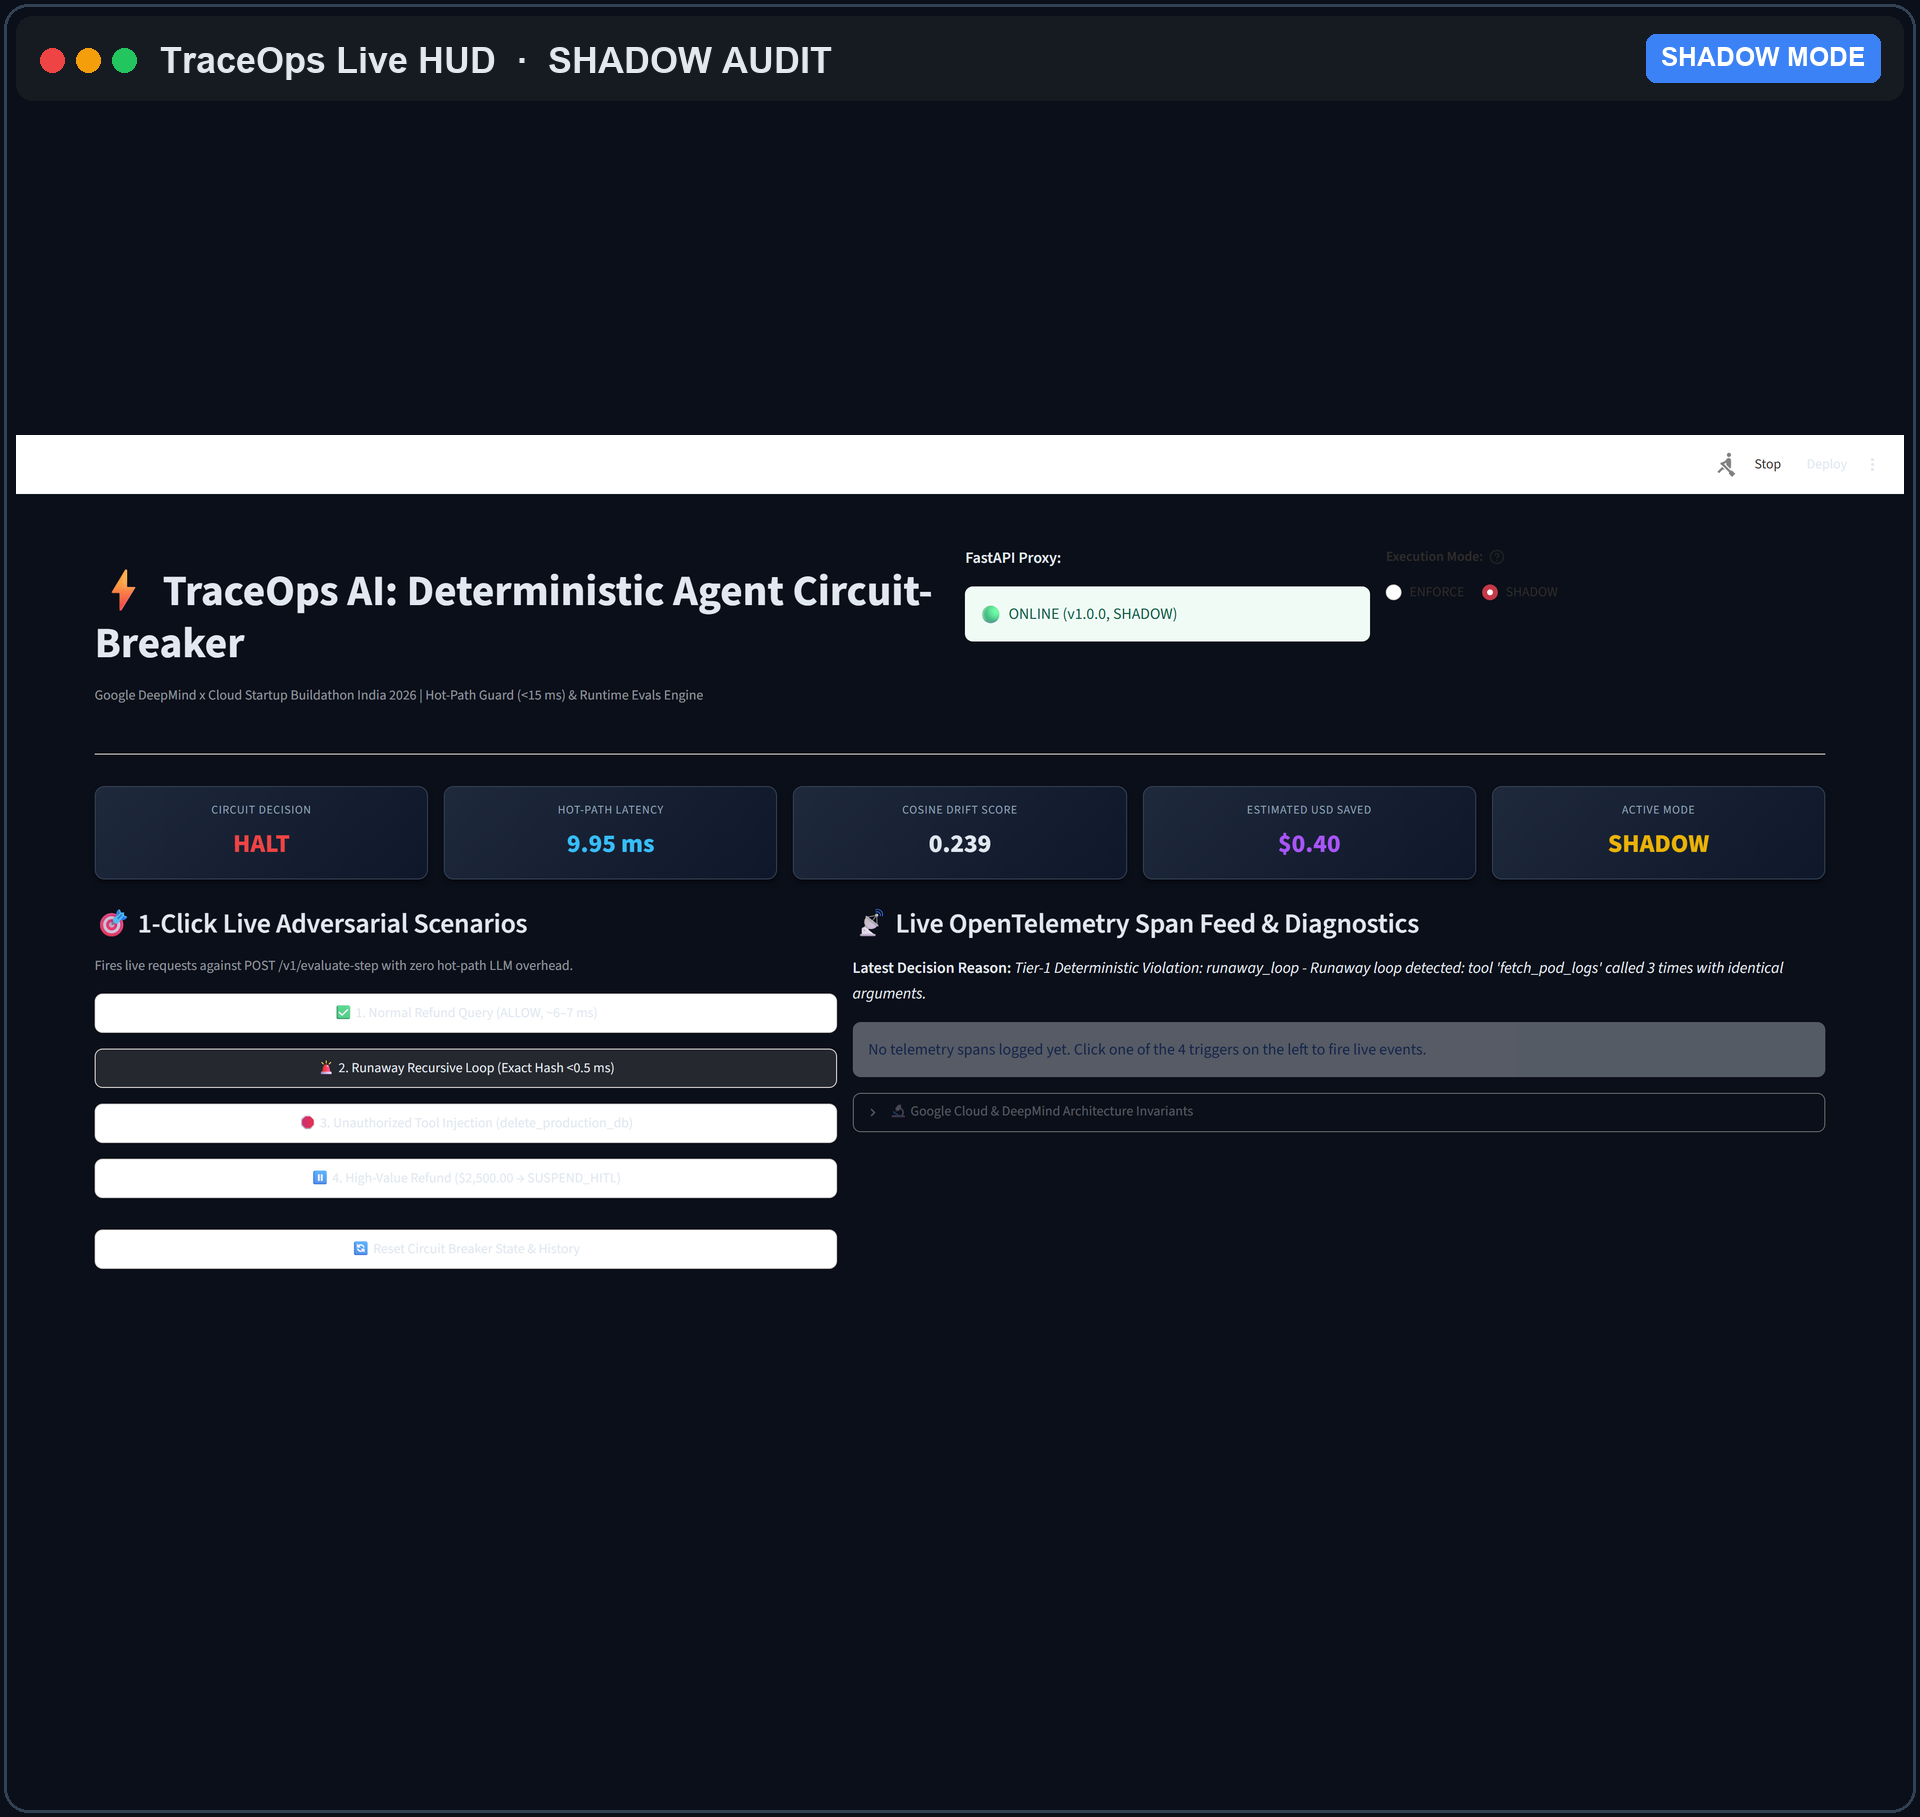 TraceOps Live HUD · SHADOW AUDIT
SHADOW MODE
Stop
Deploy
⚡ TraceOps AI: Deterministic Agent Circuit-
Breaker
Google DeepMind x Cloud Startup Buildathon India 2026 | Hot-Path Guard (<15 ms) & Runtime Evals Engine
FastAPI Proxy:
ONLINE (v1.0.0, SHADOW)
Execution Mode:
ENFORCE
SHADOW
CIRCUIT DECISION
HALT
HOT-PATH LATENCY
9.95 ms
COSINE DRIFT SCORE
0.239
ESTIMATED USD SAVED
$0.40
ACTIVE MODE
SHADOW
1-Click Live Adversarial Scenarios
Fires live requests against POST /v1/evaluate-step with zero hot-path LLM overhead.
1. Normal Refund Query (ALLOW, ~6–7 ms)
2. Runaway Recursive Loop (Exact Hash <0.5 ms)
3. Unauthorized Tool Injection (delete_production_db)
4. High-Value Refund ($2,500.00 → SUSPEND_HITL)
Reset Circuit Breaker State & History
Live OpenTelemetry Span Feed & Diagnostics
Latest Decision Reason: Tier-1 Deterministic Violation: runaway_loop - Runaway loop detected: tool 'fetch_pod_logs' called 3 times with identical
arguments.
No telemetry spans logged yet. Click one of the 4 triggers on the left to fire live events.
Google Cloud & DeepMind Architecture Invariants